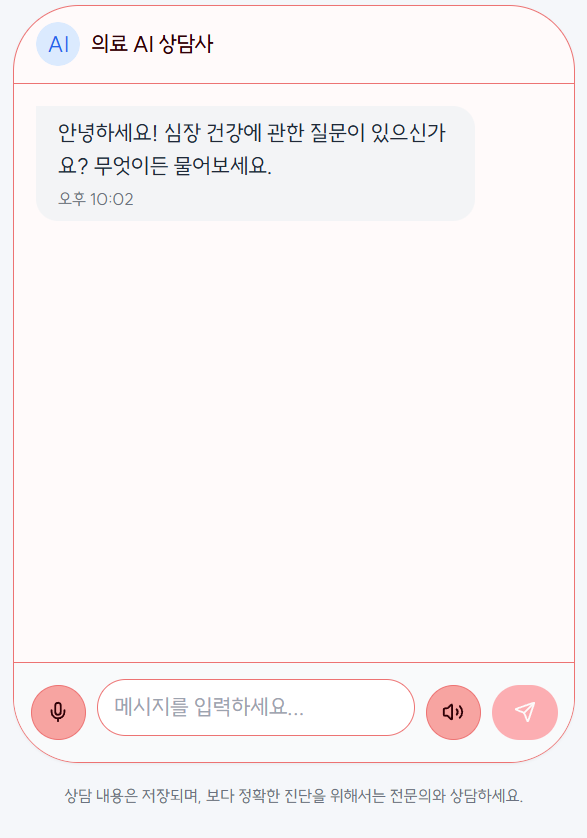 AI 의료 AI 상담사
안녕하세요! 심장 건강에 관한 질문이 있으신가
요? 무엇이든 물어보세요.
오후 10:02
메시지를 입력하세요...
상담 내용은 저장되며, 보다 정확한 진단을 위해서는 전문의와 상담하세요.